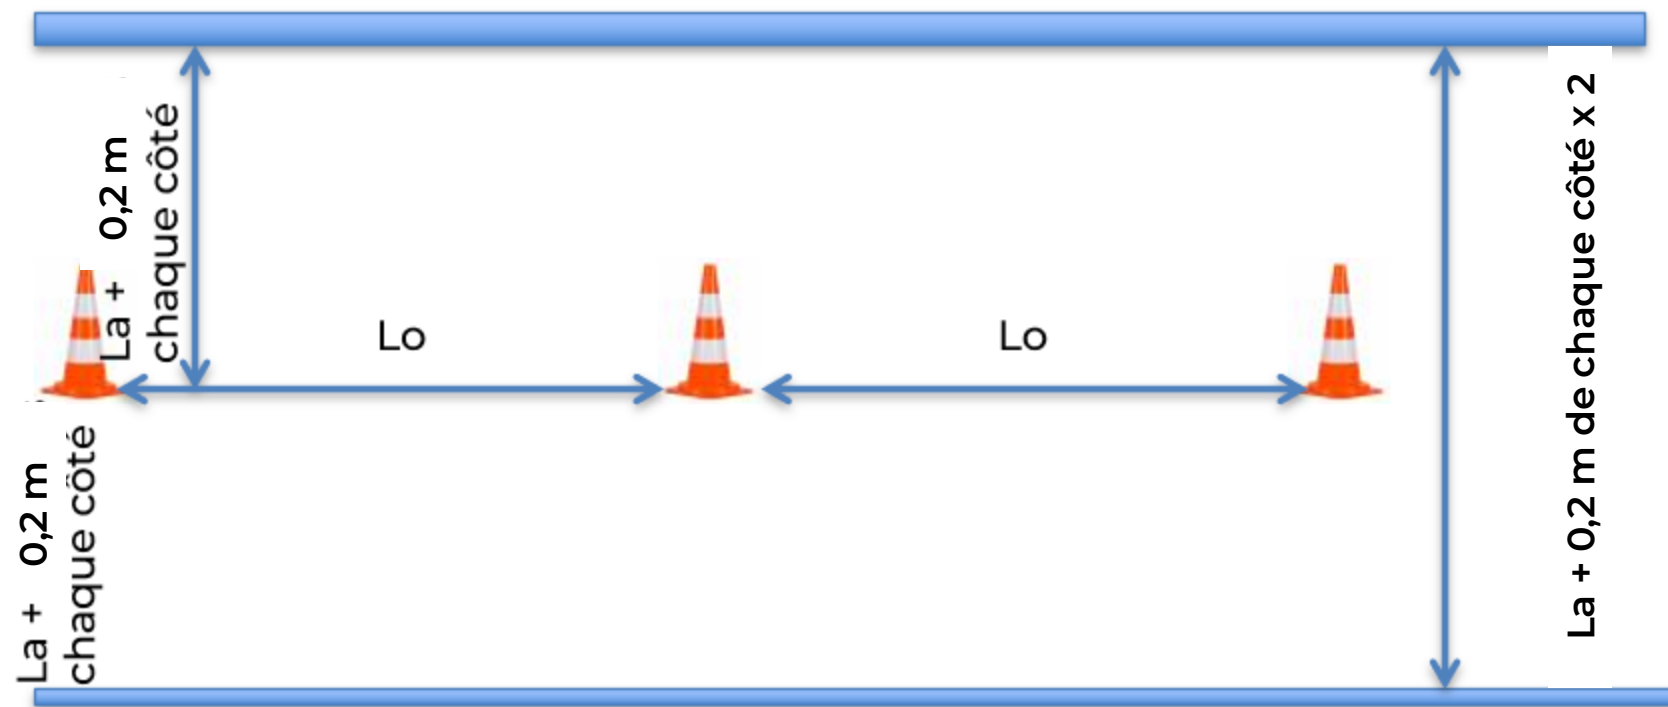 La + 0,2 m
chaque côté
Lo
Lo
La + 0,2 m
chaque côté
La + 0,2 m de chaque côté x 2